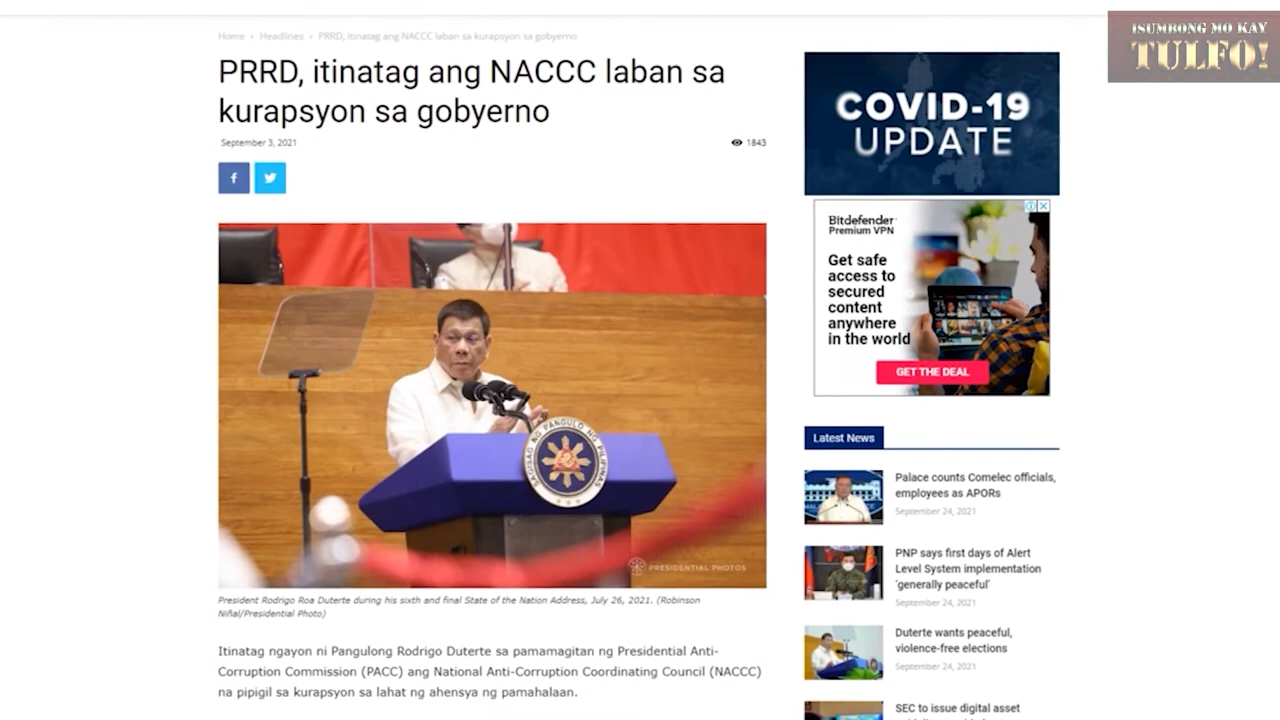 ISUMBONG MO KAY
TULFO!
Home › Headlines › PRRD, itinatag ang NACCC laban sa kurapsyon sa gobyerno
PRRD, itinatag ang NACCC laban sa
kurapsyon sa gobyerno
September 3, 2021
1843
SAGISAG NG PANGULO NG PILIPINAS
PRESIDENTIAL PHOTOS
President Rodrigo Roa Duterte during his sixth and final State of the Nation Address, July 26, 2021. (Robinson
Niñal/Presidential Photo)
Itinatag ngayon ni Pangulong Rodrigo Duterte sa pamamagitan ng Presidential Anti-
Corruption Commission (PACC) ang National Anti-Corruption Coordinating Council (NACCC)
na pipigil sa kurapsyon sa lahat ng ahensya ng pamahalaan.
COVID-19
UPDATE
Bitdefender
Premium VPN
Get safe
access to
secured
content
anywhere
in the world
GET THE DEAL
Latest News
Palace counts Comelec officials,
employees as APORs
September 24, 2021
PNP says first days of Alert
Level System implementation
'generally peaceful'
September 24, 2021
Duterte wants peaceful,
violence-free elections
September 24, 2021
SEC to issue digital asset